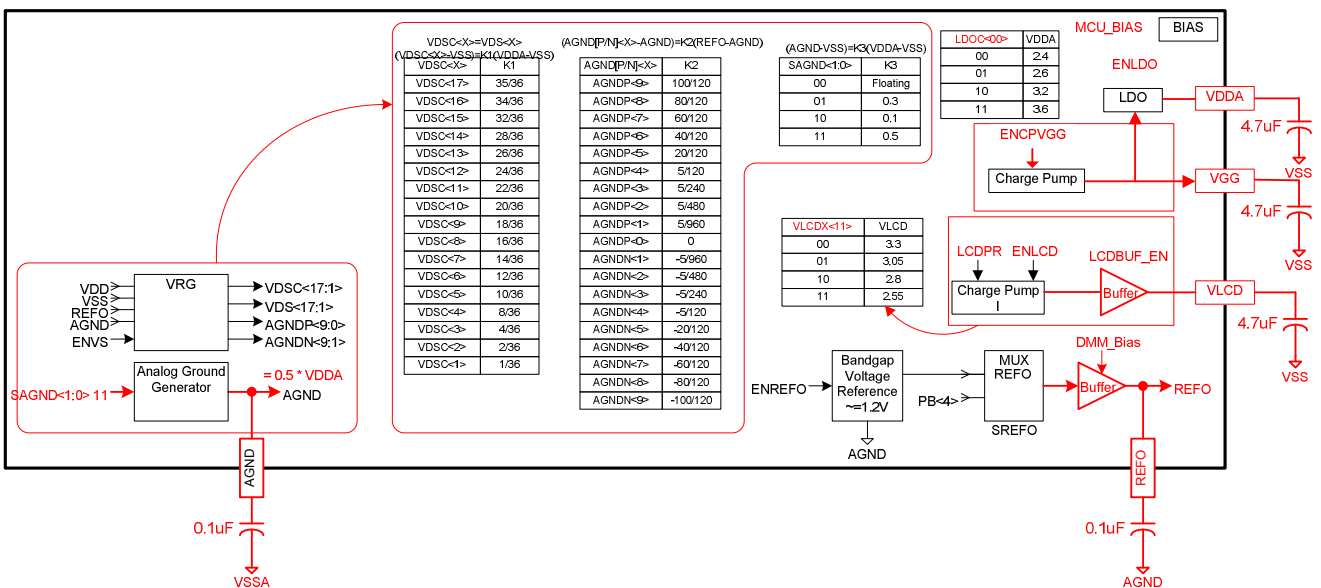 MCU_BIAS
BIAS
VDSC<X>=VDS<X>
(VDSC<X>-VSS)=K1(VDDA-VSS)
VDSC<X> K1
VDSC<17> 35/36
VDSC<16> 34/36
VDSC<15> 32/36
VDSC<14> 28/36
VDSC<13> 26/36
VDSC<12> 24/36
VDSC<11> 22/36
VDSC<10> 20/36
VDSC<9> 18/36
VDSC<8> 16/36
VDSC<7> 14/36
VDSC<6> 12/36
VDSC<5> 10/36
VDSC<4> 8/36
VDSC<3> 4/36
VDSC<2> 2/36
VDSC<1> 1/36
(AGND[P/N]<X>-AGND)=K2(REFO-AGND)
AGND[P/N]<X> K2
AGNDP<9> 100/120
AGNDP<8> 80/120
AGNDP<7> 60/120
AGNDP<6> 40/120
AGNDP<5> 20/120
AGNDP<4> 5/120
AGNDP<3> 5/240
AGNDP<2> 5/480
AGNDP<1> 5/960
AGNDP<0> 0
AGNDN<1> -5/960
AGNDN<2> -5/480
AGNDN<3> -5/240
AGNDN<4> -5/120
AGNDN<5> -20/120
AGNDN<6> -40/120
AGNDN<7> -60/120
AGNDN<8> -80/120
AGNDN<9> -100/120
(AGND-VSS)=K3(VDDA-VSS)
SAGND<1:0> K3
00 Floating
01 0.3
10 0.1
11 0.5
LDOC<00> VDDA
00 2.4
01 2.6
10 3.2
11 3.6
ENLDO
LDO
VDDA
4.7uF
VSS
ENCPVGG
Charge Pump
VGG
4.7uF
VSS
VLCDX<11> VLCD
00 3.3
01 3.05
10 2.8
11 2.55
LCDPR
ENLCD
LCDBUF_EN
Charge Pump
I
Buffer
VLCD
4.7uF
VSS
VDD
VSS
REFO
AGND
ENVS
VRG
VDSC<17:1>
VDS<17:1>
AGNDP<9:0>
AGNDN<9:1>
SAGND<1:0> 11
Analog Ground
Generator
= 0.5 * VDDA
AGND
AGND
0.1uF
VSSA
ENREFO
Bandgap
Voltage
Reference
~=1.2V
AGND
PB<4>
MUX
REFO
SREFO
DMM_Bias
Buffer
REFO
REFO
0.1uF
AGND